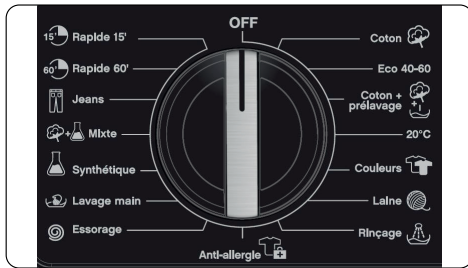 OFF
15' Rapide 15'
60' Rapide 60'
Jeans
Mixte
Synthétique
Lavage main
Essorage
Anti-allergie
Coton
Eco 40-60
Coton +
prélavage
20°C
Couleurs
Laine
Rinçage